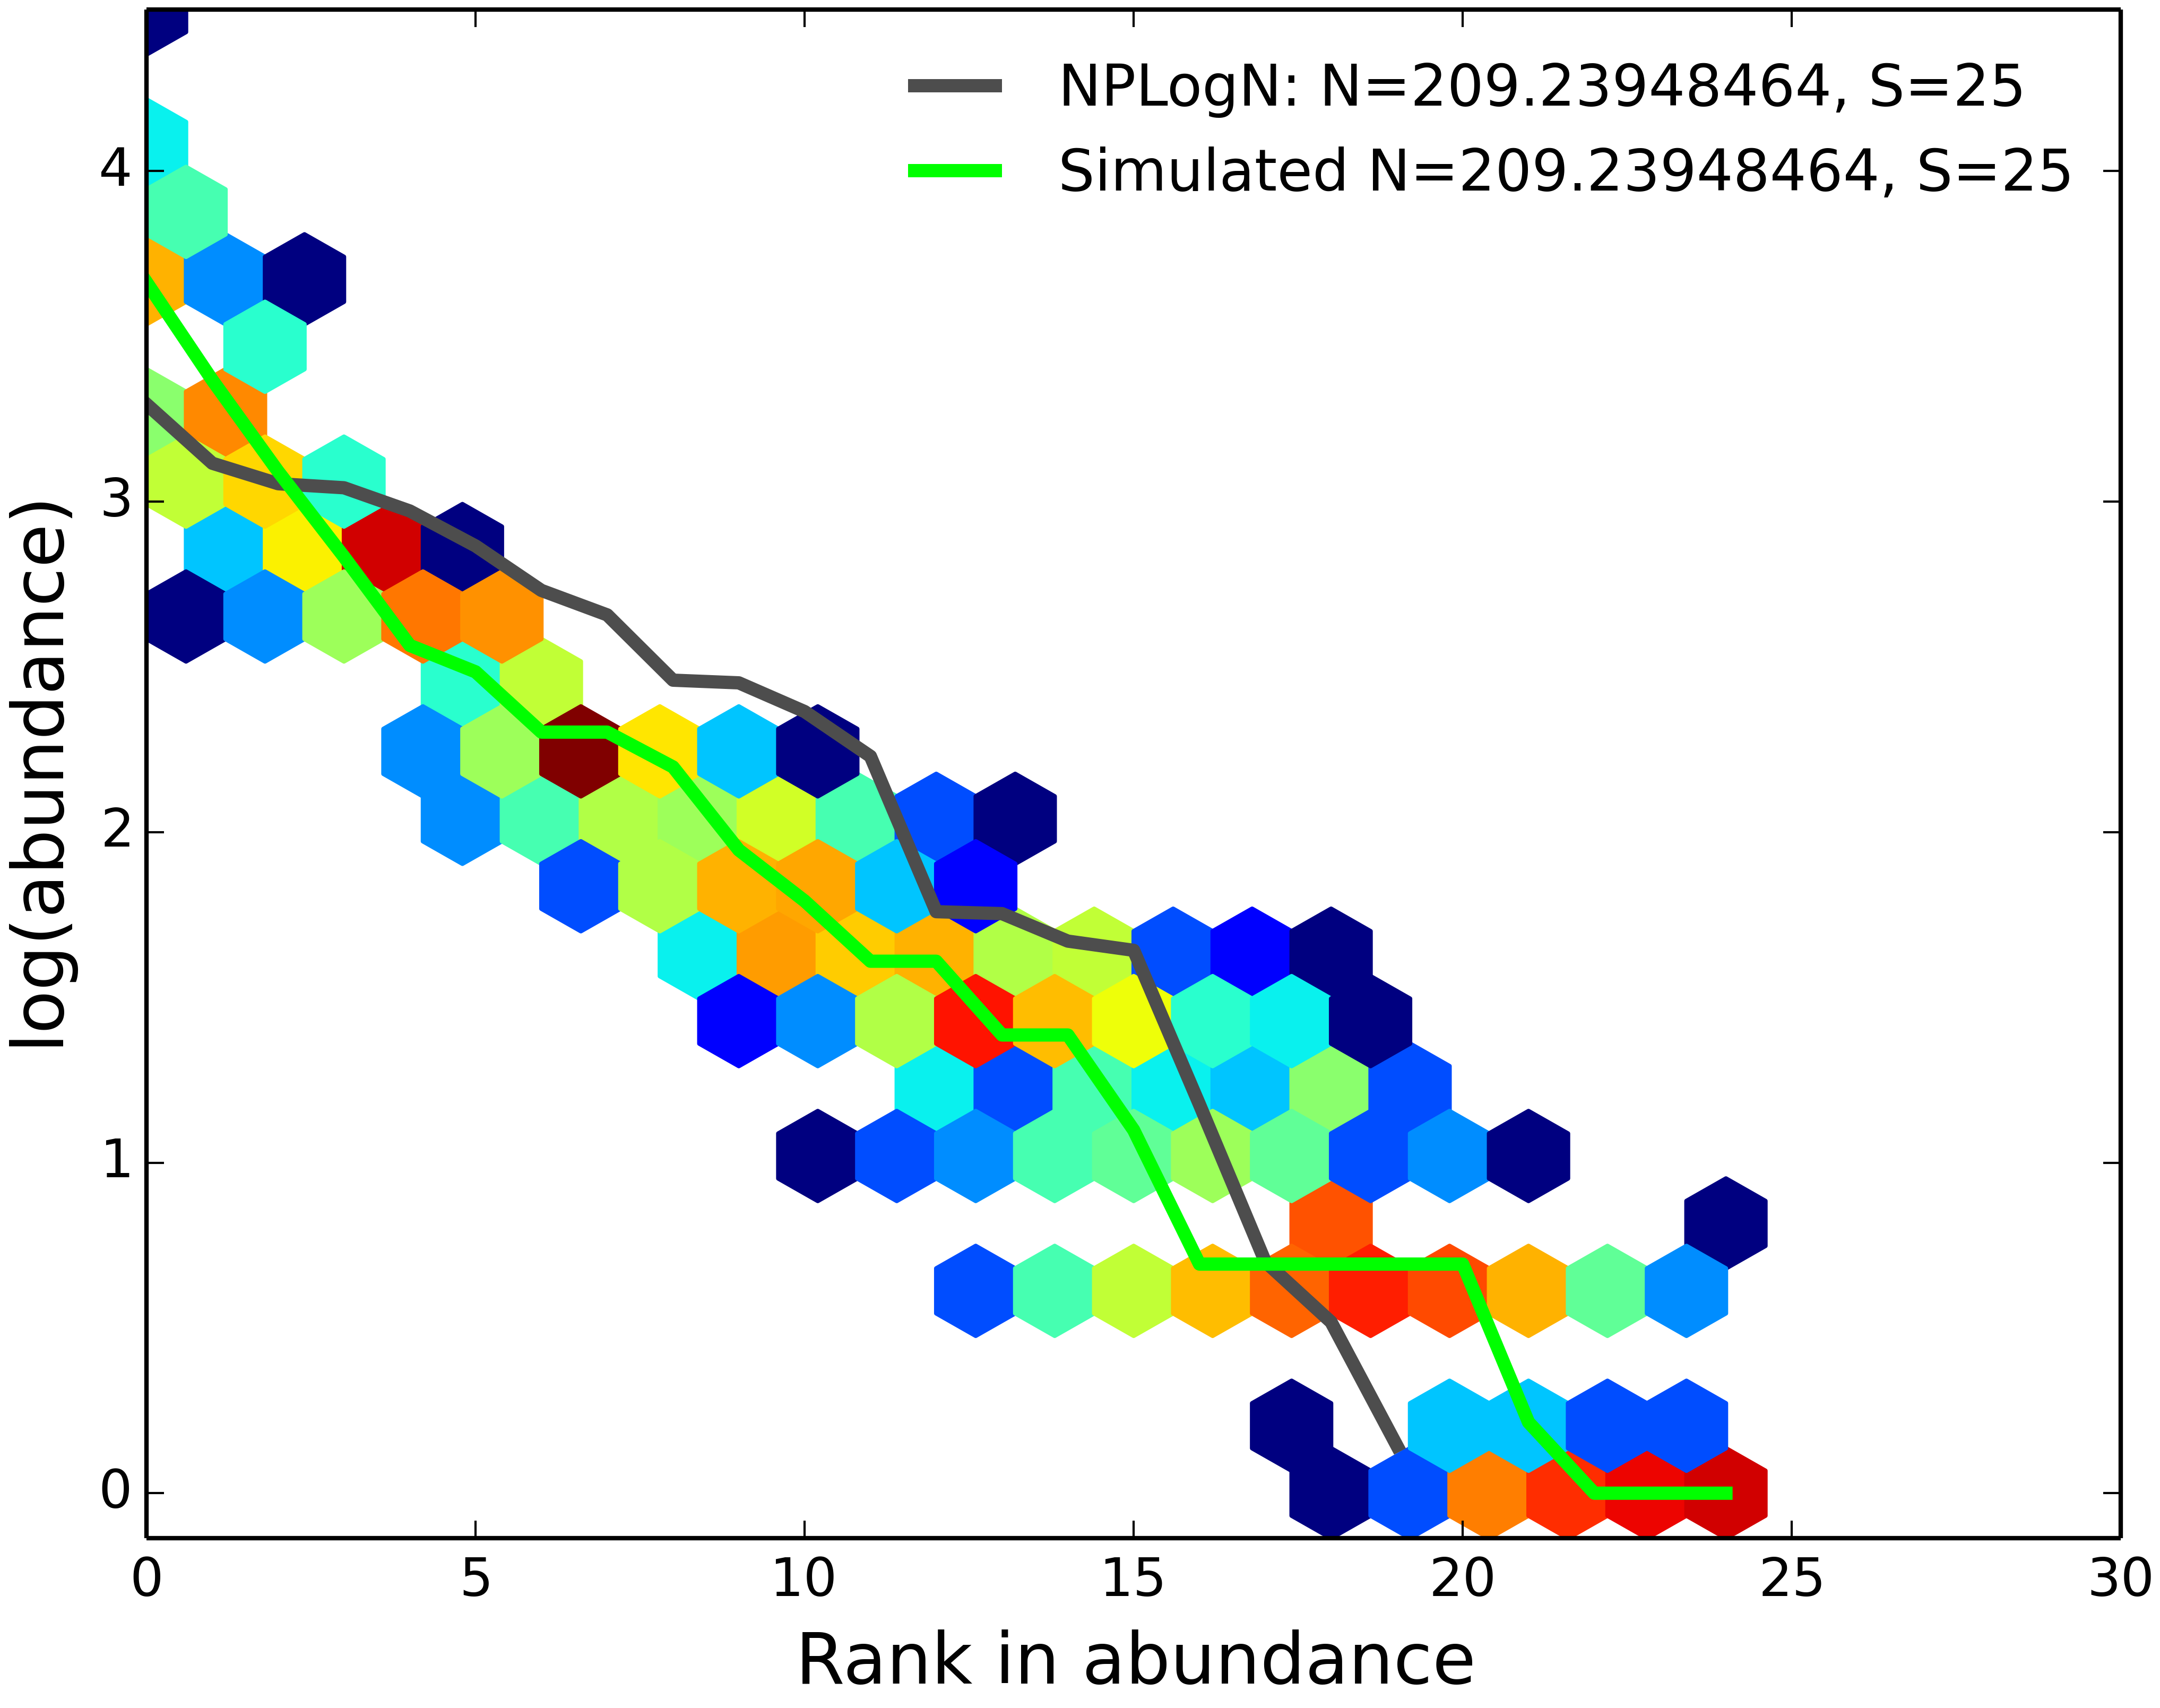 NPLogN: N=209.23948464, S=25
Simulated N=209.23948464, S=25
log(abundance)
4
3
2
1
0
0 5 10 15 20 25 30
Rank in abundance